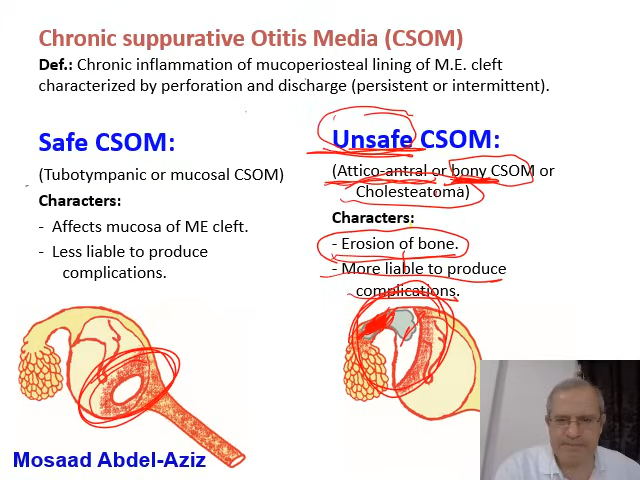 Chronic suppurative Otitis Media (CSOM)
Def.: Chronic inflammation of mucoperiosteal lining of M.E. cleft
characterized by perforation and discharge (persistent or intermittent).
Safe CSOM:
(Tubotympanic or mucosal CSOM)
Characters:
- Affects mucosa of ME cleft.
- Less liable to produce
complications.
Unsafe CSOM:
(Attico-antral or bony CSOM or
Cholesteatoma)
Characters:
- Erosion of bone.
- More liable to produce
complications.
Mosaad Abdel-Aziz